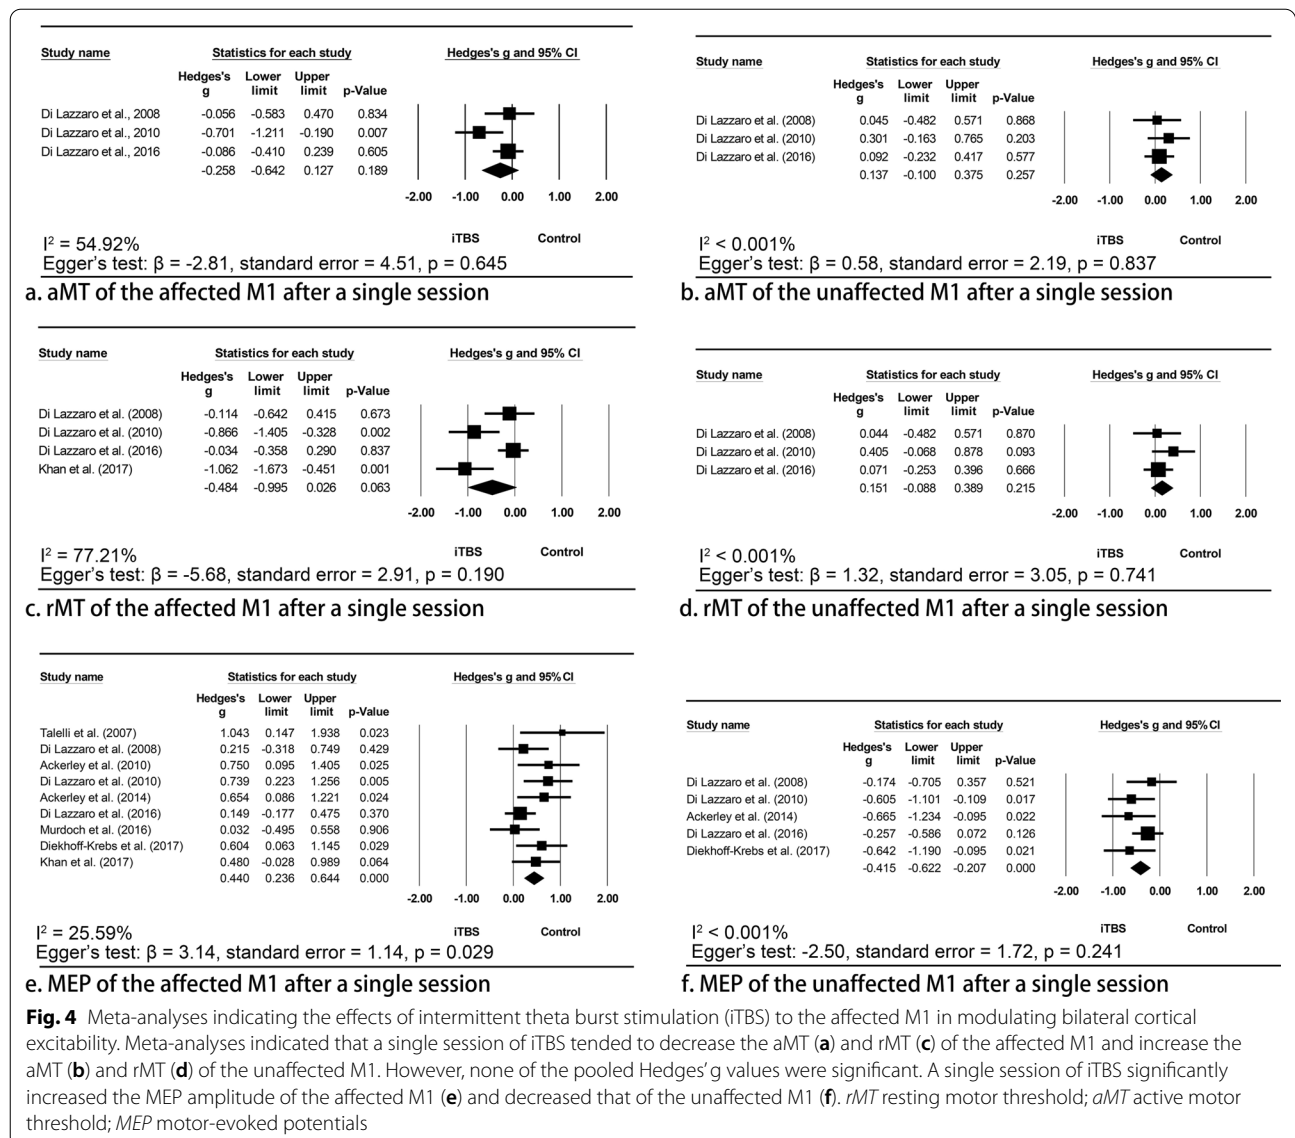 Study name Statistics for each study Hedges's g and 95% CI
Hedges's g Lower limit Upper limit p-Value
Di Lazzaro et al., 2008 -0.056 -0.583 0.470 0.834
Di Lazzaro et al., 2010 -0.701 -1.211 -0.190 0.007
Di Lazzaro et al., 2016 -0.086 -0.410 0.239 0.605
-0.258 -0.642 0.127 0.189
-2.00 -1.00 0.00 1.00 2.00
iTBS Control
I² = 54.92%
Egger's test: β = -2.81, standard error = 4.51, p = 0.645
a. aMT of the affected M1 after a single session
Study name Statistics for each study Hedges's g and 95% CI
Hedges's g Lower limit Upper limit p-Value
Di Lazzaro et al. (2008) 0.045 -0.482 0.571 0.868
Di Lazzaro et al. (2010) 0.301 -0.163 0.765 0.203
Di Lazzaro et al. (2016) 0.092 -0.232 0.417 0.577
0.137 -0.100 0.375 0.257
-2.00 -1.00 0.00 1.00 2.00
iTBS Control
I² < 0.001%
Egger's test: β = 0.58, standard error = 2.19, p = 0.837
b. aMT of the unaffected M1 after a single session
Study name Statistics for each study Hedges's g and 95% CI
Hedges's g Lower limit Upper limit p-Value
Di Lazzaro et al. (2008) -0.114 -0.642 0.415 0.673
Di Lazzaro et al. (2010) -0.866 -1.405 -0.328 0.002
Di Lazzaro et al. (2016) -0.034 -0.358 0.290 0.837
Khan et al. (2017) -1.062 -1.673 -0.451 0.001
-0.484 -0.995 0.026 0.063
-2.00 -1.00 0.00 1.00 2.00
iTBS Control
I² = 77.21%
Egger's test: β = -5.68, standard error = 2.91, p = 0.190
c. rMT of the affected M1 after a single session
Study name Statistics for each study Hedges's g and 95% CI
Hedges's g Lower limit Upper limit p-Value
Di Lazzaro et al. (2008) 0.044 -0.482 0.571 0.870
Di Lazzaro et al. (2010) 0.405 -0.068 0.878 0.093
Di Lazzaro et al. (2016) 0.071 -0.253 0.396 0.666
0.151 -0.088 0.389 0.215
-2.00 -1.00 0.00 1.00 2.00
iTBS Control
I² < 0.001%
Egger's test: β = 1.32, standard error = 3.05, p = 0.741
d. rMT of the unaffected M1 after a single session
Study name Statistics for each study Hedges's g and 95% CI
Hedges's g Lower limit Upper limit p-Value
Talelli et al. (2007) 1.043 0.147 1.938 0.023
Di Lazzaro et al. (2008) 0.215 -0.318 0.749 0.429
Ackerley et al. (2010) 0.750 0.095 1.405 0.025
Di Lazzaro et al. (2010) 0.739 0.223 1.256 0.005
Ackerley et al. (2014) 0.654 0.086 1.221 0.024
Di Lazzaro et al. (2016) 0.149 -0.177 0.475 0.370
Murdoch et al. (2016) 0.032 -0.495 0.558 0.906
Diekhoff-Krebs et al. (2017) 0.604 0.063 1.145 0.029
Khan et al. (2017) 0.480 -0.028 0.989 0.064
0.440 0.236 0.644 0.000
-2.00 -1.00 0.00 1.00 2.00
iTBS Control
I² = 25.59%
Egger's test: β = 3.14, standard error = 1.14, p = 0.029
e. MEP of the affected M1 after a single session
Study name Statistics for each study Hedges's g and 95% CI
Hedges's g Lower limit Upper limit p-Value
Di Lazzaro et al. (2008) -0.174 -0.705 0.357 0.521
Di Lazzaro et al. (2010) -0.605 -1.101 -0.109 0.017
Ackerley et al. (2014) -0.665 -1.234 -0.095 0.022
Di Lazzaro et al. (2016) -0.257 -0.586 0.072 0.126
Diekhoff-Krebs et al. (2017) -0.642 -1.190 -0.095 0.021
-0.415 -0.622 -0.207 0.000
-2.00 -1.00 0.00 1.00 2.00
iTBS Control
I² < 0.001%
Egger's test: -2.50, standard error = 1.72, p = 0.241
f. MEP of the unaffected M1 after a single session
Fig. 4 Meta-analyses indicating the effects of intermittent theta burst stimulation (iTBS) to the affected M1 in modulating bilateral cortical
excitability. Meta-analyses indicated that a single session of iTBS tended to decrease the aMT (a) and rMT (c) of the affected M1 and increase the
aMT (b) and rMT (d) of the unaffected M1. However, none of the pooled Hedges' g values were significant. A single session of iTBS significantly
increased the MEP amplitude of the affected M1 (e) and decreased that of the unaffected M1 (f). rMT resting motor threshold; aMT active motor
threshold; MEP motor-evoked potentials